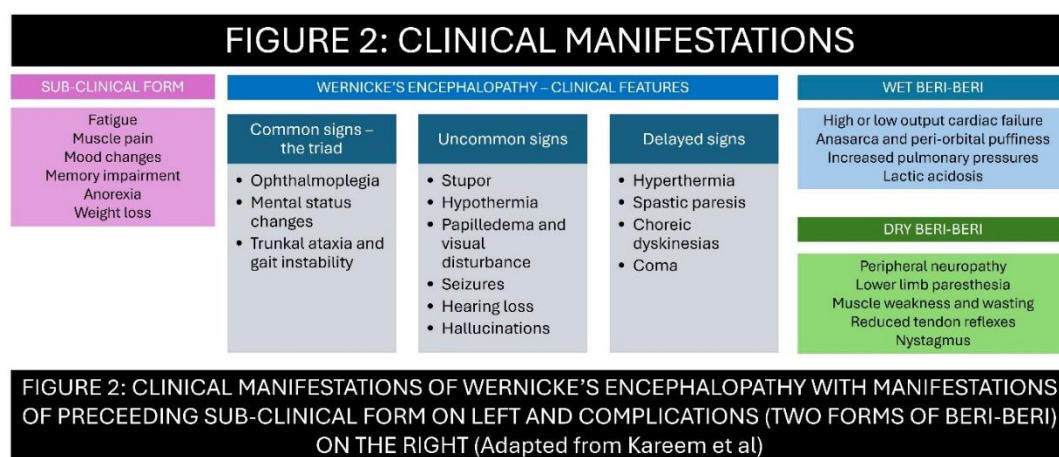 FIGURE 2: CLINICAL MANIFESTATIONS
SUB-CLINICAL FORM
Fatigue
Muscle pain
Mood changes
Memory impairment
Anorexia
Weight loss
WERNICKE'S ENCEPHALOPATHY – CLINICAL FEATURES
Common signs –
the triad
• Ophthalmoplegia
• Mental status
changes
• Trunkal ataxia and
gait instability
Uncommon signs
• Stupor
• Hypothermia
• Papilledema and
visual
disturbance
• Seizures
• Hearing loss
• Hallucinations
Delayed signs
• Hyperthermia
• Spastic paresis
• Choreic
dyskinesias
• Coma
WET BERI-BERI
High or low output cardiac failure
Anasarca and peri-orbital puffiness
Increased pulmonary pressures
Lactic acidosis
DRY BERI-BERI
Peripheral neuropathy
Lower limb paresthesia
Muscle weakness and wasting
Reduced tendon reflexes
Nystagmus
FIGURE 2: CLINICAL MANIFESTATIONS OF WERNICKE'S ENCEPHALOPATHY WITH MANIFESTATIONS
OF PRECEEDING SUB-CLINICAL FORM ON LEFT AND COMPLICATIONS (TWO FORMS OF BERI-BERI)
ON THE RIGHT (Adapted from Kareem et al)